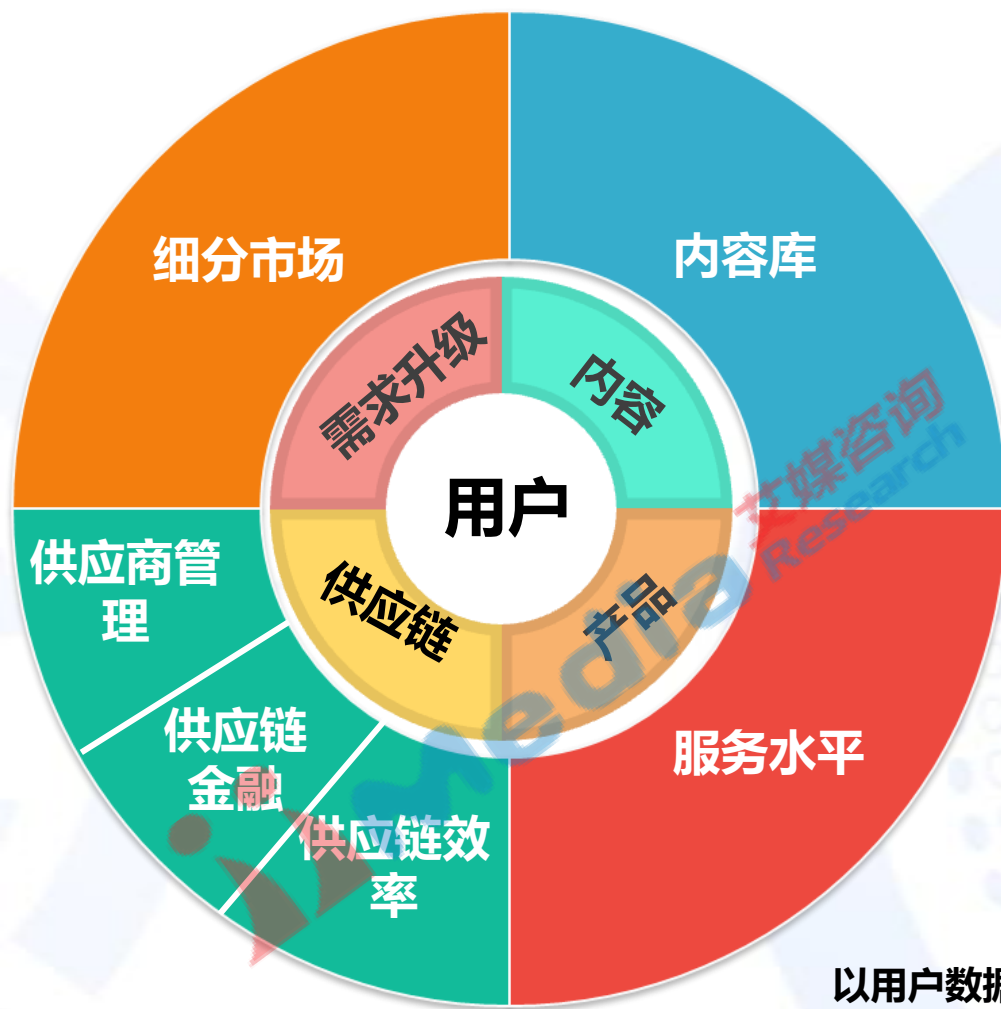 细分市场
内容库
需求升级
内容
用户
供应链
产品
供应商管
理
供应链
金融
供应链效
率
服务水平
艾媒咨询
iiMedia Research
以用户数据